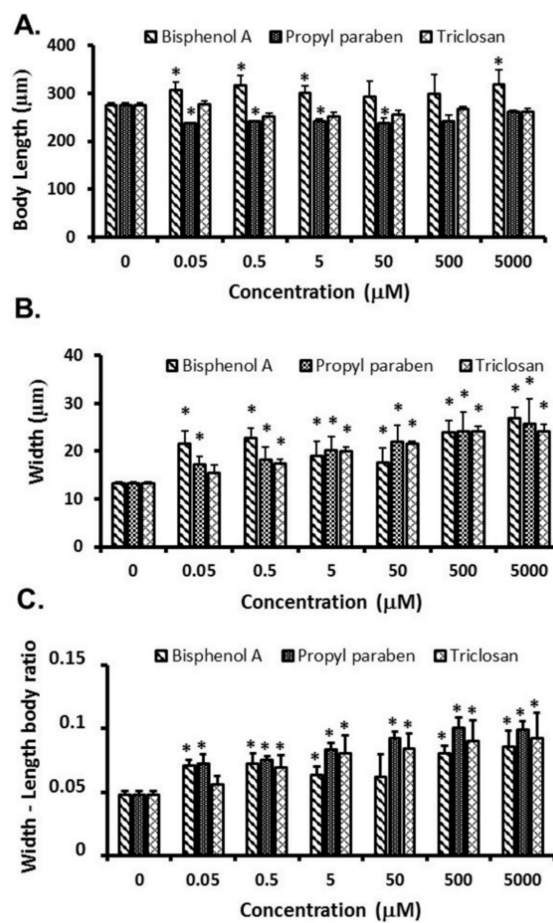 A.
Bisphenol A Propyl paraben Triclosan
400
300
200
100
0
Body Length (µm)
* * * * * * * *
0 0.05 0.5 5 50 500 5000
Concentration (µM)
B.
Bisphenol A Propyl paraben Triclosan
40
30
20
10
0
Width (µm)
* * * * * * * * * * * * * * * * *
0 0.05 0.5 5 50 500 5000
Concentration (µM)
C.
Bisphenol A Propyl paraben Triclosan
0.15
0.1
0.05
0
Width - Length body ratio
* * * * * * * * * * * * * * * *
0 0.05 0.5 5 50 500 5000
Concentration (µM)